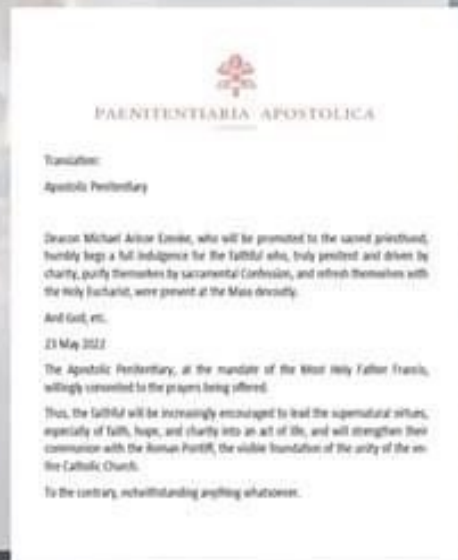 PAENITENTIARIA APOSTOLICA
Translation:
Apostolic Penitentiary
Deacon Michael, who will be promoted to the sacred priesthood,
humbly begs a full indulgence for the faithful who, truly penitent and driven by
charity, purify themselves by sacramental Confession, and refresh themselves with
the Holy Eucharist, were present at the Mass devoutly.
And God, etc.
23 May 2022
The Apostolic Penitentiary, at the mandate of the Most Holy Father Francis,
willingly consented to the prayers being offered.
Thus, the faithful will be increasingly encouraged to lead the supernatural virtues,
especially of faith, hope, and charity into an act of life, and will strengthen their
communion with the Roman Pontiff, the visible foundation of the unity of the en-
tire Catholic Church.
To the contrary, notwithstanding anything whatsoever.